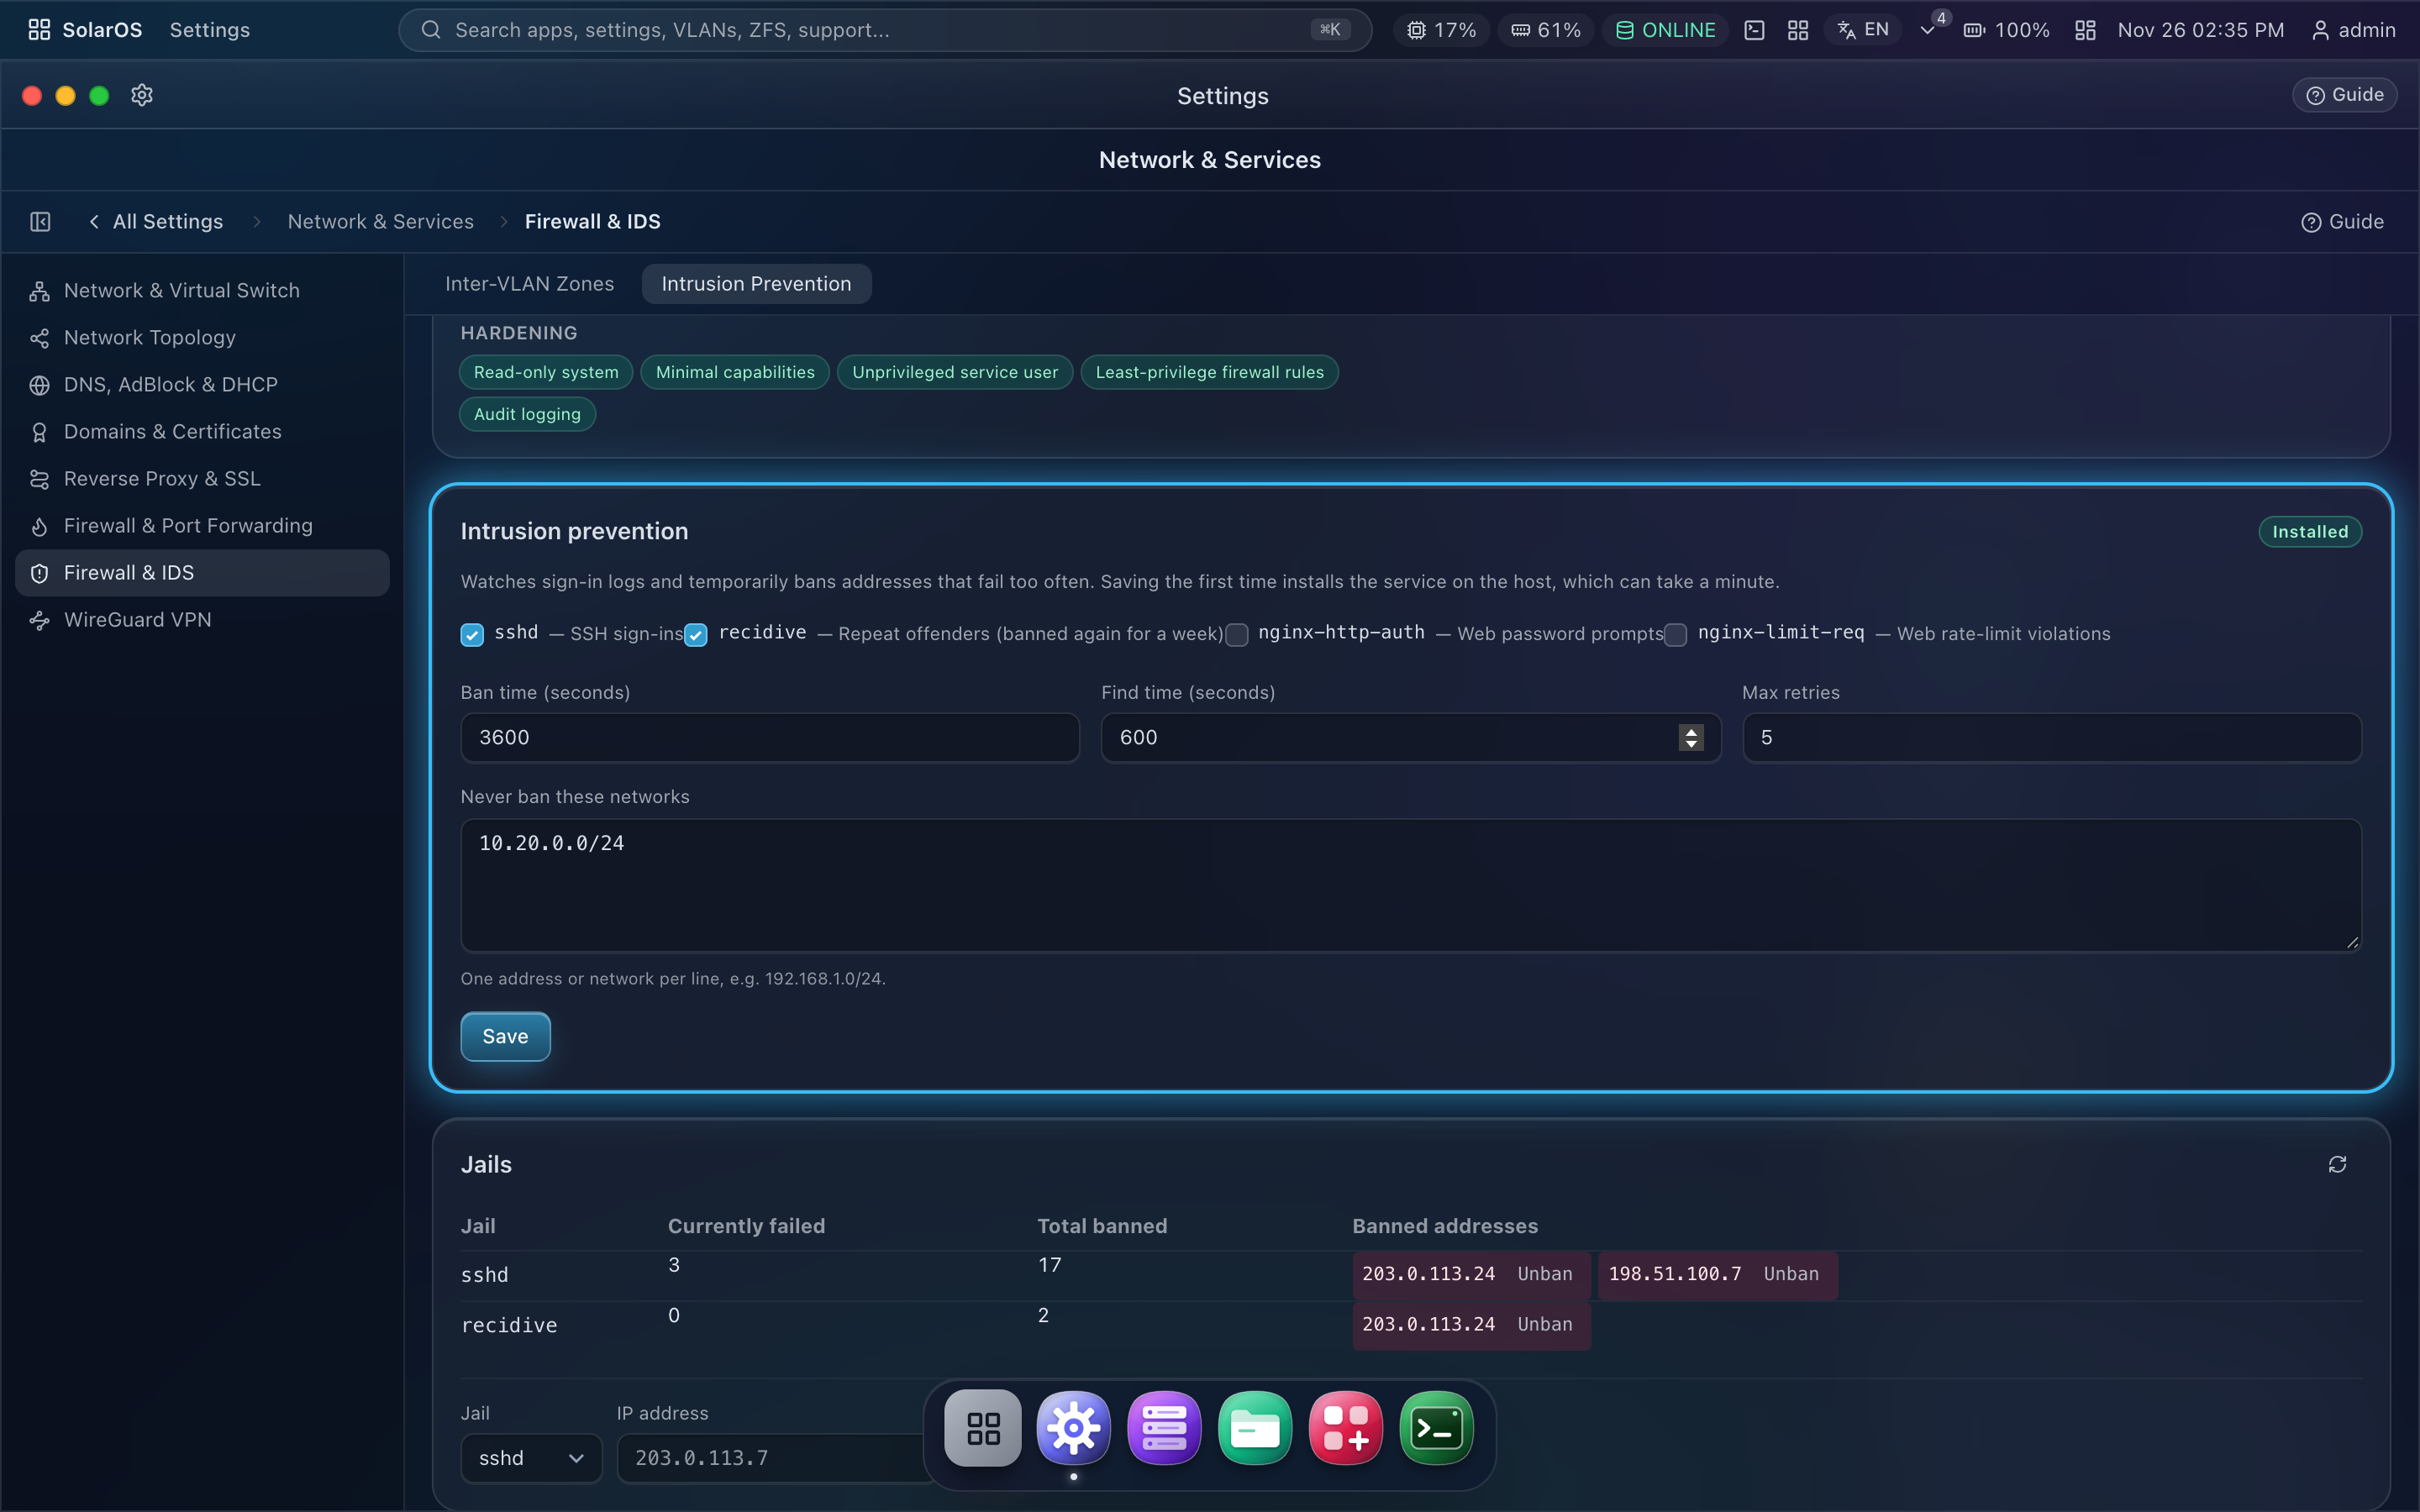 SolarOS Settings Search apps, settings, VLANs, ZFS, support... ⌘K 17% 61% ONLINE EN 4 100% Nov 26 02:35 PM admin
Settings Guide
Network & Services
All Settings Network & Services Firewall & IDS Guide
Network & Virtual Switch
Network Topology
DNS, AdBlock & DHCP
Domains & Certificates
Reverse Proxy & SSL
Firewall & Port Forwarding
Firewall & IDS
WireGuard VPN
Inter-VLAN Zones Intrusion Prevention
HARDENING
Read-only system Minimal capabilities Unprivileged service user Least-privilege firewall rules
Audit logging
Intrusion prevention Installed
Watches sign-in logs and temporarily bans addresses that fail too often. Saving the first time installs the service on the host, which can take a minute.
sshd — SSH sign-ins recidive — Repeat offenders (banned again for a week) nginx-http-auth — Web password prompts nginx-limit-req — Web rate-limit violations
Ban time (seconds) Find time (seconds) Max retries
3600 600 5
Never ban these networks
10.20.0.0/24
One address or network per line, e.g. 192.168.1.0/24.
Save
Jails
Jail Currently failed Total banned Banned addresses
sshd 3 17 203.0.113.24 Unban 198.51.100.7 Unban
recidive 0 2 203.0.113.24 Unban
Jail IP address
sshd 203.0.113.7